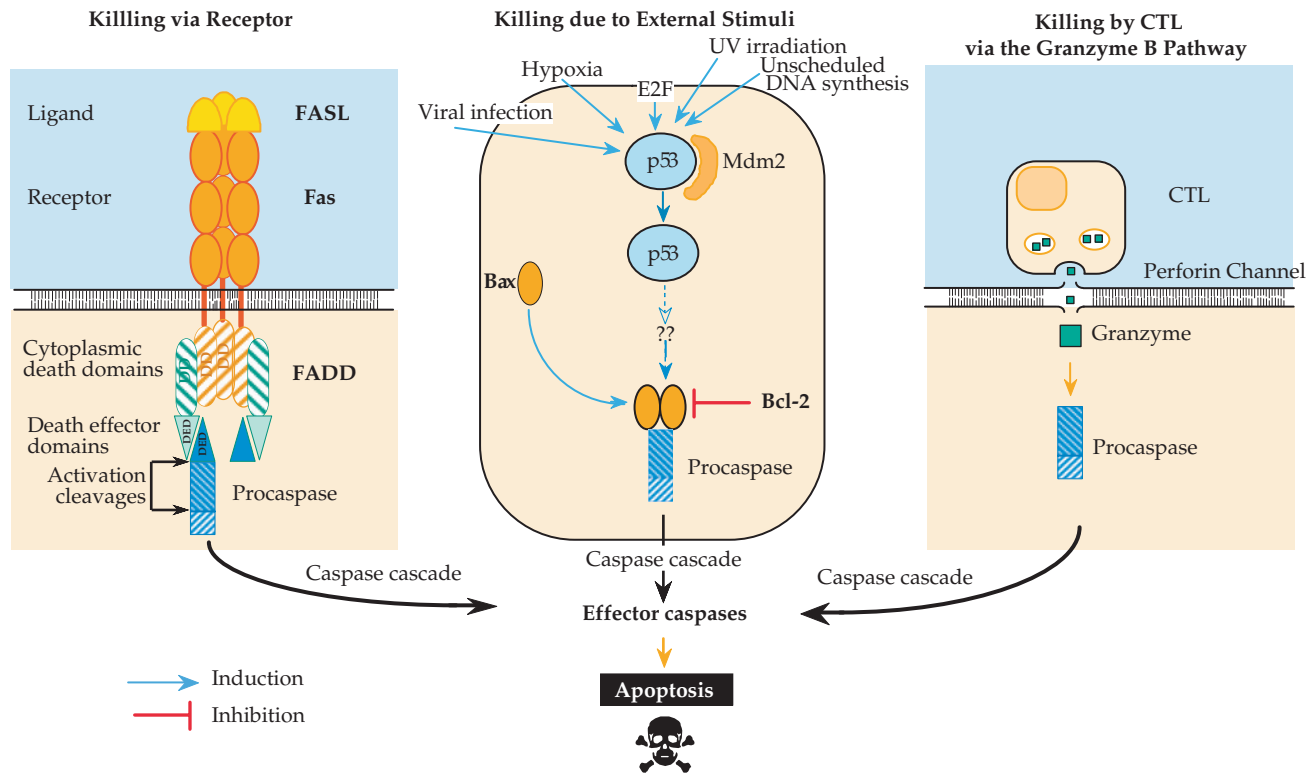 Killling via Receptor
Ligand
FASL
Receptor
Fas
Cytoplasmic
death domains
DD
DD
DD
FADD
Death effector
domains
DED
DED
Activation
cleavages
Procaspase
Caspase cascade
Killing due to External Stimuli
UV irradiation
Hypoxia
Unscheduled
DNA synthesis
E2F
Viral infection
p53
Mdm2
p53
Bax
??
Bcl-2
Procaspase
Caspase cascade
Effector caspases
Apoptosis
Killing by CTL
via the Granzyme B Pathway
CTL
Perforin Channel
Granzyme
Procaspase
Caspase cascade
Induction
Inhibition